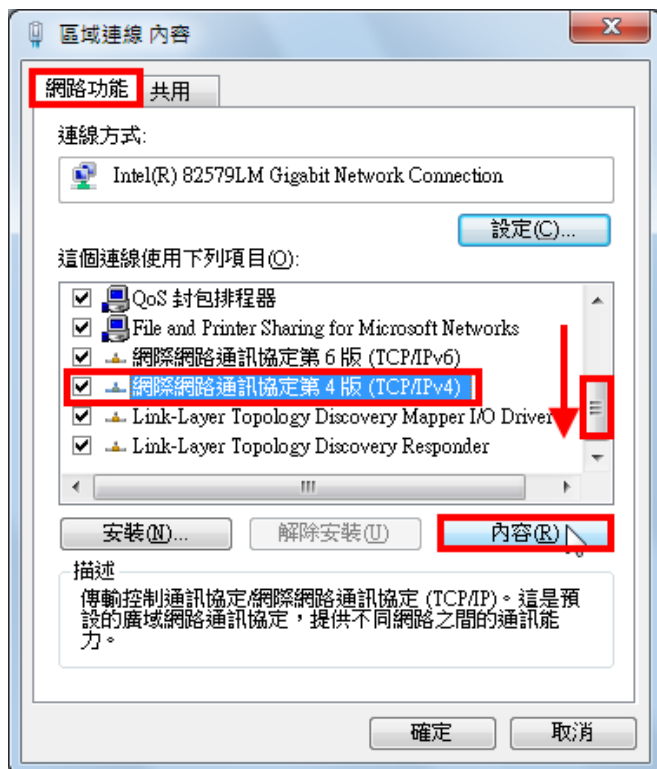 區域連線 內容
網路功能 共用
連線方式:
Intel(R) 82579LM Gigabit Network Connection
設定(C)...
這個連線使用下列項目(O):
QoS 封包排程器
File and Printer Sharing for Microsoft Networks
網際網路通訊協定第 6 版 (TCP/IPv6)
網際網路通訊協定第 4 版 (TCP/IPv4)
Link-Layer Topology Discovery Mapper I/O Driver
Link-Layer Topology Discovery Responder
安裝(N)... 解除安裝(U) 內容(R)
描述
傳輸控制通訊協定/網際網路通訊協定 (TCP/IP)。這是預
設的廣域網路通訊協定，提供不同網路之間的通訊能
力。
確定 取消